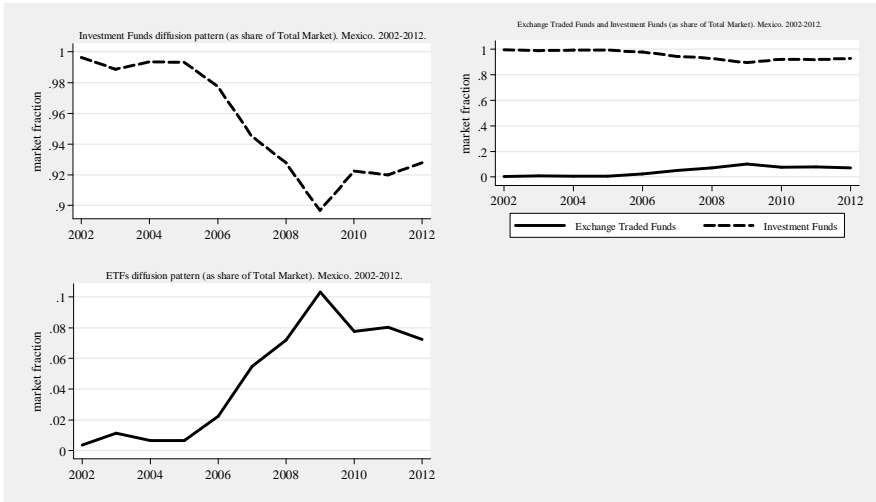 Investment Funds diffusion pattern (as share of Total Market). Mexico. 2002-2012.
market fraction
1
.98
.96
.94
.92
.9
2002 2004 2006 2008 2010 2012
Exchange Traded Funds and Investment Funds (as share of Total Market). Mexico. 2002-2012.
market fraction
1
.8
.6
.4
.2
0
2002 2004 2006 2008 2010 2012
Exchange Traded Funds Investment Funds
ETFs diffusion pattern (as share of Total Market). Mexico. 2002-2012.
market fraction
.1
.08
.06
.04
.02
0
2002 2004 2006 2008 2010 2012